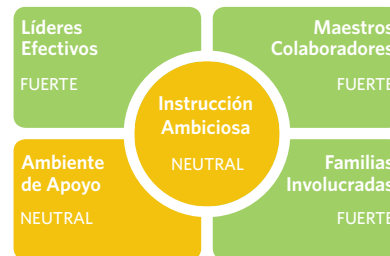 Líderes
Efectivos
FUERTE
Maestros
Colaboradores
FUERTE
Instrucción
Ambiciosa
NEUTRAL
Ambiente
de Apoyo
NEUTRAL
Familias
Involucradas
FUERTE